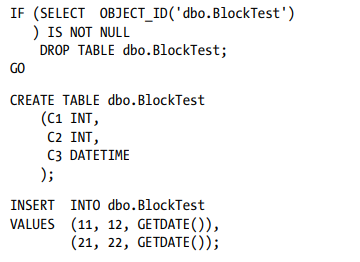 IF (SELECT  OBJECT_ID('dbo.BlockTest')
   ) IS NOT NULL
    DROP TABLE dbo.BlockTest;
GO
CREATE TABLE dbo.BlockTest
    (C1 INT,
     C2 INT,
     C3 DATETIME
    );
INSERT  INTO dbo.BlockTest
VALUES  (11, 12, GETDATE()),
        (21, 22, GETDATE());